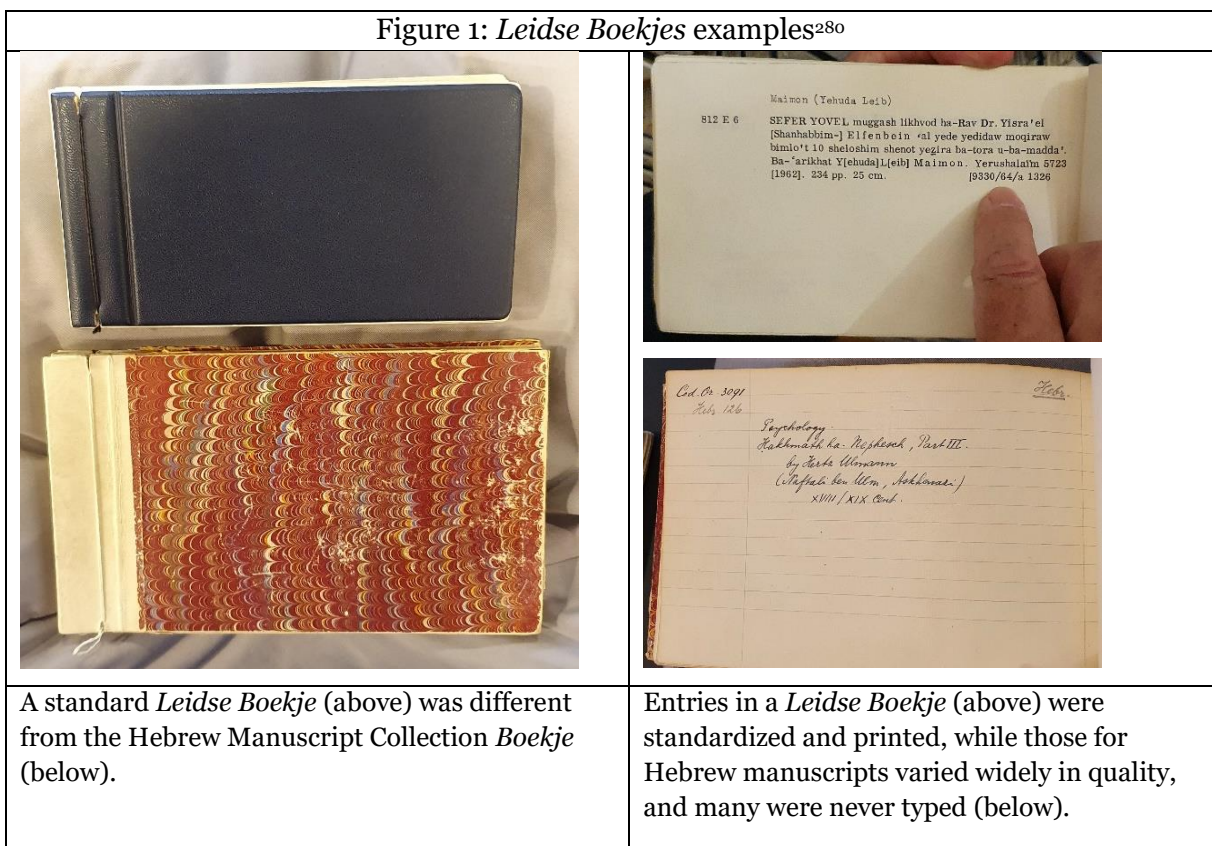 Figure 1: Leidse Boekjes examples²⁸⁰
Maimon (Yehuda Leib)
812 E 6 SEFER YOVEL muggash likhvod ha-Rav Dr. Yisra'el
[Shanhabbim-] Elfenbein ʻal yede yedidaw moqiraw
bimlo't 10 sheloshim shenot yeẓira ba-tora u-ba-madda'.
Ba-ʻarikhat Y[ehuda] L[eib] Maimon. Yerushalaïm 5723
[1962]. 234 pp. 25 cm. [9330/64/a 1326
Cod. Or. 3091 Hebr.
Hebr. 126
Psychology
Hakhmath ha-Nephesch, Part III.
by Herts Ulmann
(Naftali ben Ulm,
XVIII / XIX Cent.
A standard Leidse Boekje (above) was different
from the Hebrew Manuscript Collection Boekje
(below).
Entries in a Leidse Boekje (above) were
standardized and printed, while those for
Hebrew manuscripts varied widely in quality,
and many were never typed (below).